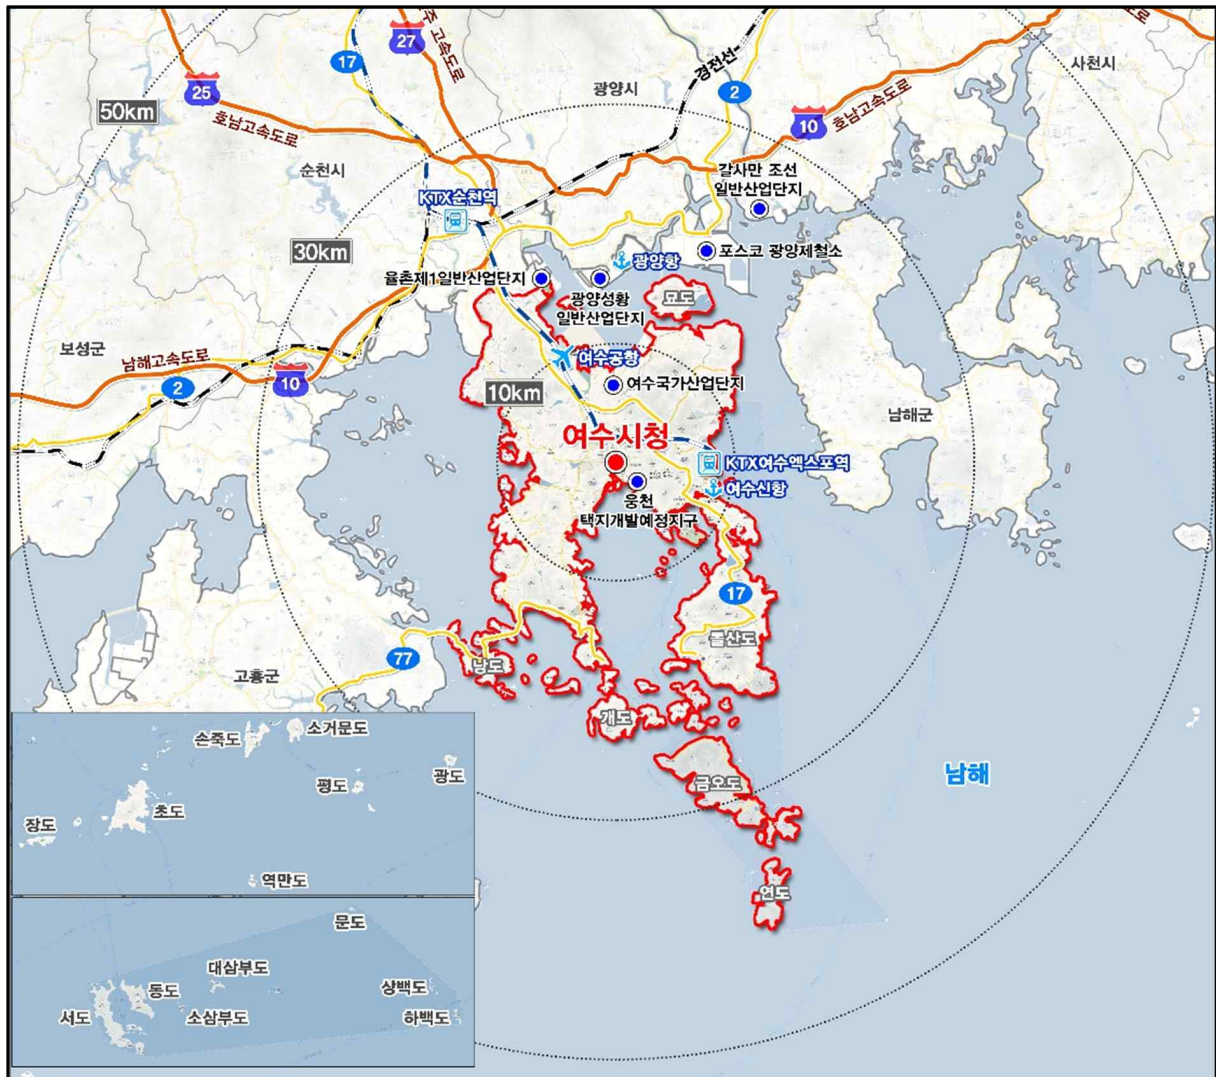 27
주고속도로
17
경전선
사천시
25
2
광양시
50km
호남고속도로
10
호남고속도로
순천시
갈사만 조선
일반산업단지
KTX순천역
30km
포스코 광양제철소
광양항
율촌제1일반산업단지
광양성황
일반산업단지
묘도
보성군
남해고속도로
여수공항
2
10
10km
여수국가산업단지
남해군
여수시청
KTX여수엑스포역
여수신항
웅천
택지개발예정지구
17
돌산도
77
낭도
고흥군
개도
손죽도
소거문도
남해
평도
광도
금오도
초도
장도
역만도
연도
문도
대삼부도
동도
상백도
서도
소삼부도
하백도